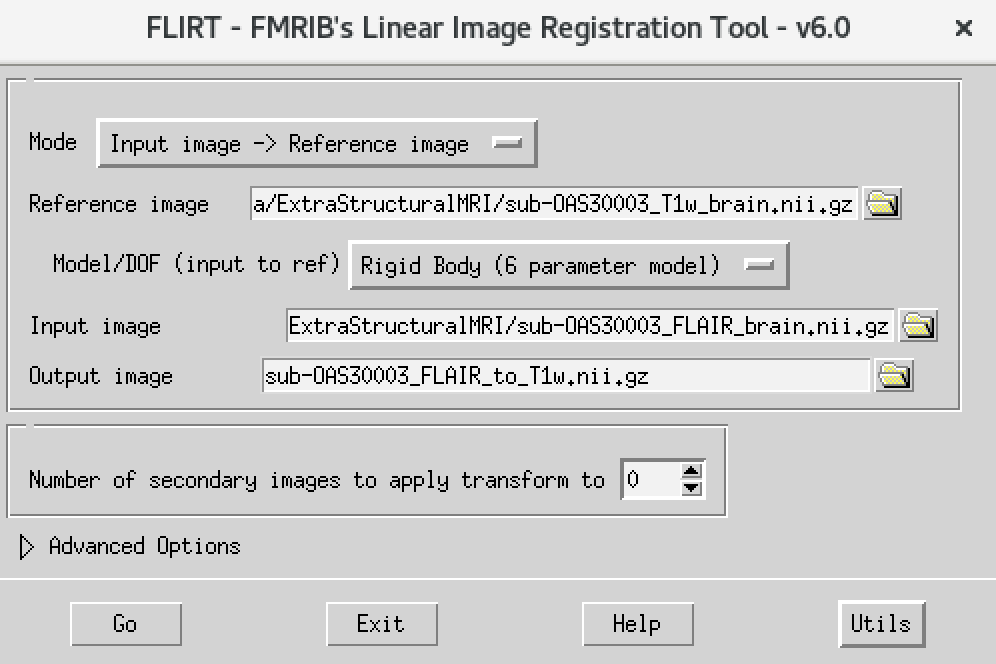 FLIRT - FMRIB's Linear Image Registration Tool - v6.0
Mode Input image -> Reference image
Reference image a/ExtraStructuralMRI/sub-OAS30003_T1w_brain.nii.gz
Model/DOF (input to ref) Rigid Body (6 parameter model)
Input image ExtraStructuralMRI/sub-OAS30003_FLAIR_brain.nii.gz
Output image sub-OAS30003_FLAIR_to_T1w.nii.gz
Number of secondary images to apply transform to 0
Advanced Options
Go Exit Help Utils